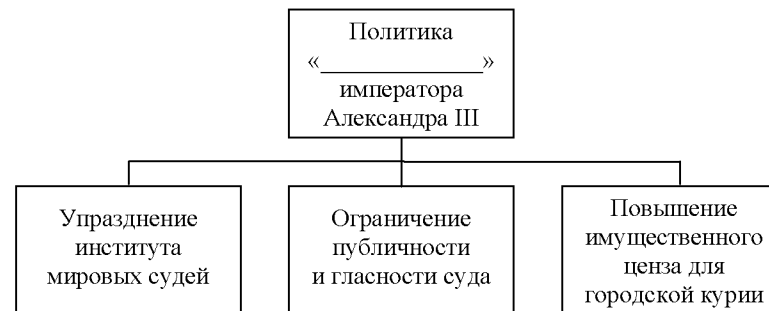 Политика
«______________»
императора
Александра III
Упразднение
института
мировых судей
Ограничение
публичности
и гласности суда
Повышение
имущественного
ценза для
городской курии